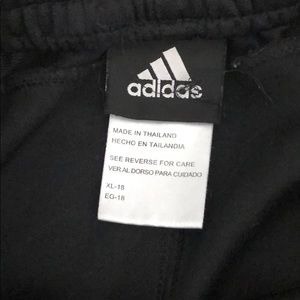 adidas
MADE IN THAILAND
HECHO EN TAILANDIA
SEE REVERSE FOR CARE
VER AL DORSO PARA CUIDADO
XL-18
EG-18